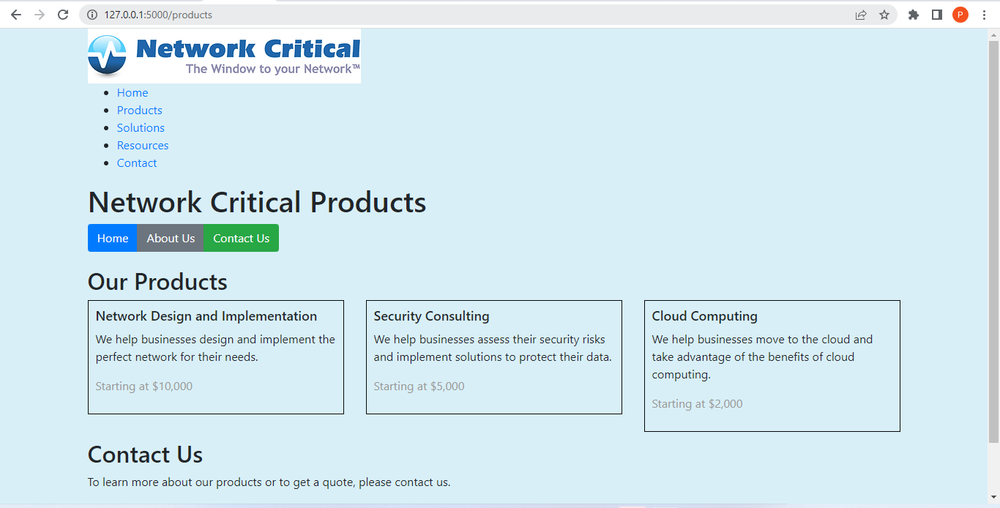 127.0.0.1:5000/products
P
Network Critical
The Window to your Network™
Home
Products
Solutions
Resources
Contact
Network Critical Products
Home About Us Contact Us
Our Products
Network Design and Implementation
We help businesses design and implement the
perfect network for their needs.
Starting at $10,000
Security Consulting
We help businesses assess their security risks
and implement solutions to protect their data.
Starting at $5,000
Cloud Computing
We help businesses move to the cloud and
take advantage of the benefits of cloud
computing.
Starting at $2,000
Contact Us
To learn more about our products or to get a quote, please contact us.